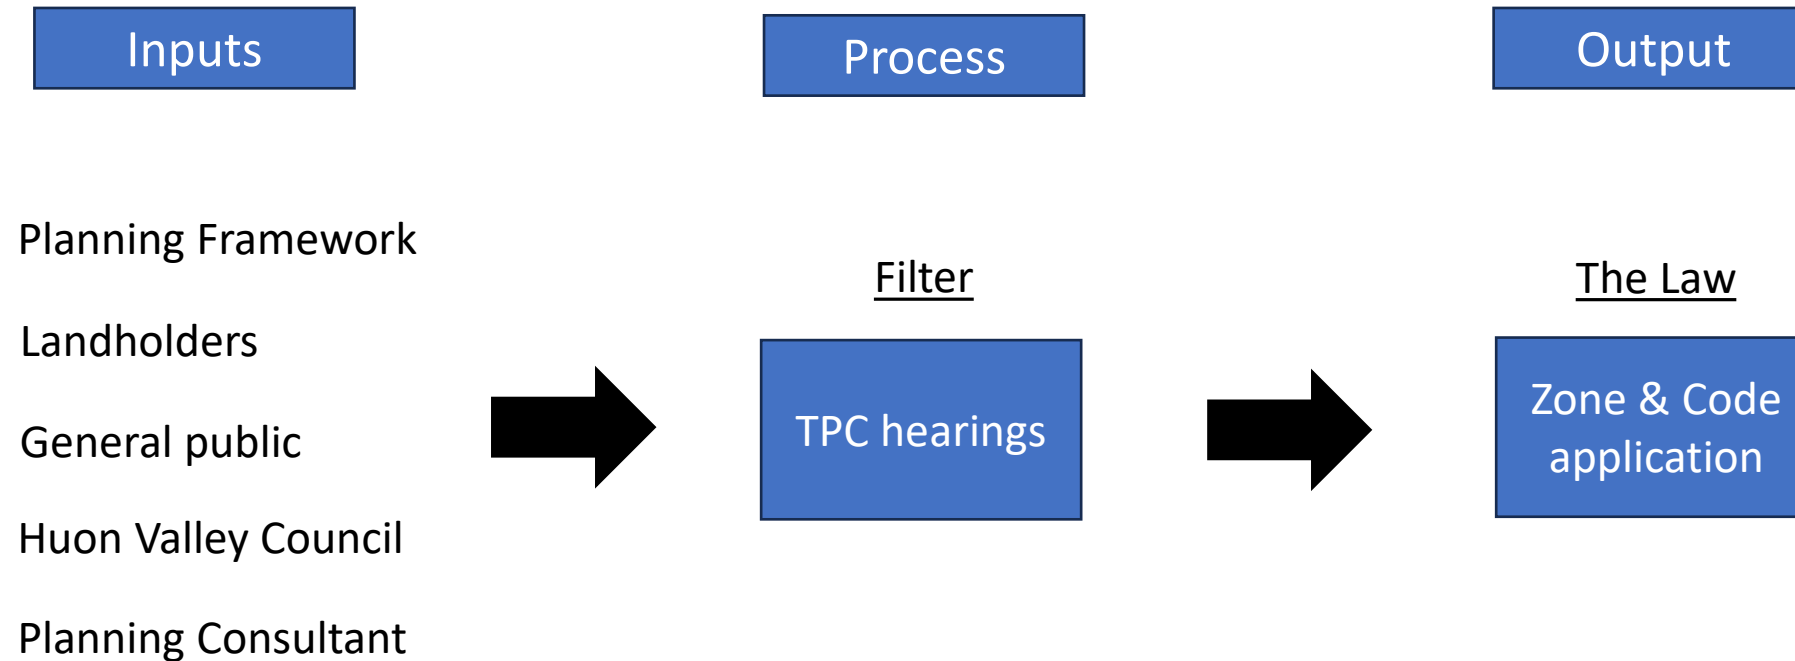 Inputs
Process
Output
Planning Framework
Landholders
General public
Huon Valley Council
Planning Consultant
Filter
TPC hearings
The Law
Zone & Code
application